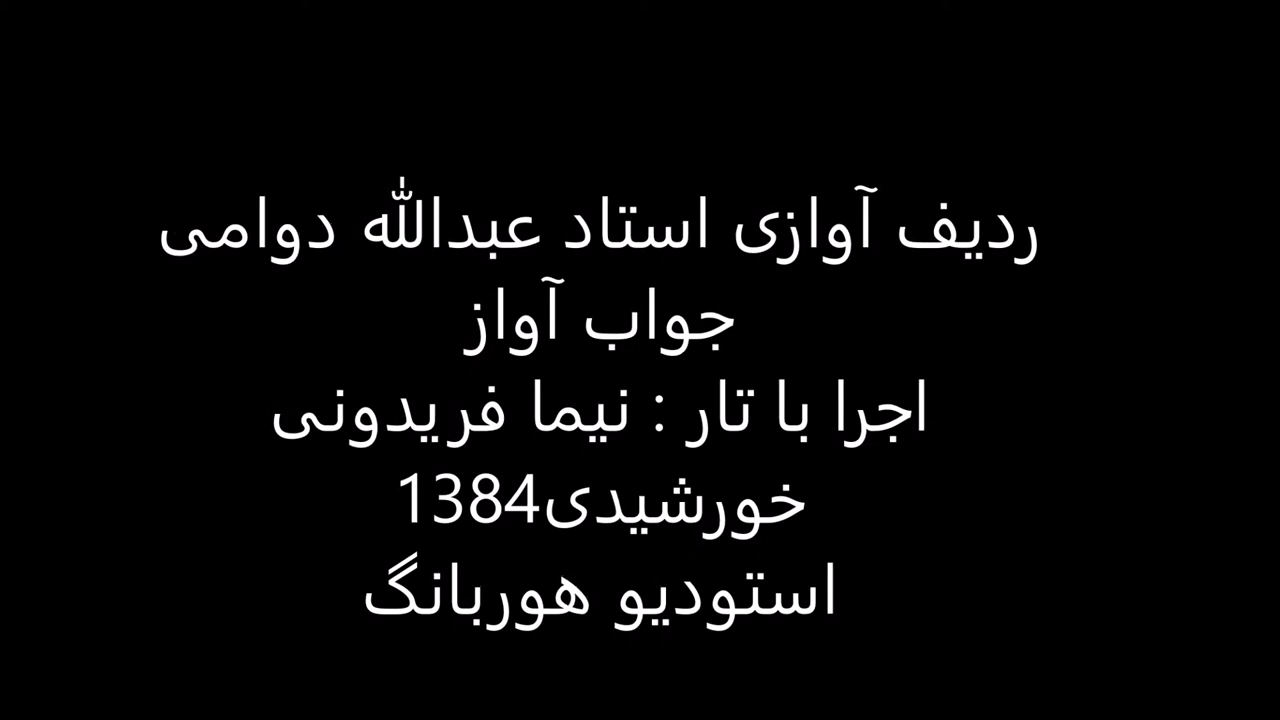 ردیف آوازی استاد عبدالله دوامی
جواب آواز
اجرا با تار : نیما فریدونی
خورشیدی1384
استودیو هوربانگ